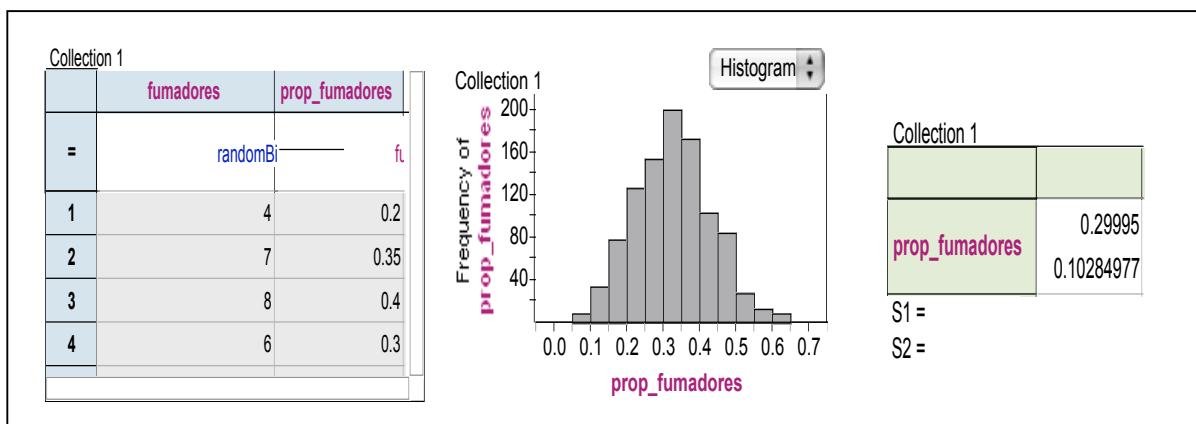 Collection 1
fumadores prop_fumadores
= randomBi fu
1 4 0.2
2 7 0.35
3 8 0.4
4 6 0.3
Collection 1
Histogram
Frequency of
prop_fumadores
200
160
120
80
40
0.0 0.1 0.2 0.3 0.4 0.5 0.6 0.7
prop_fumadores
Collection 1
prop_fumadores
0.29995
0.10284977
S1 =
S2 =